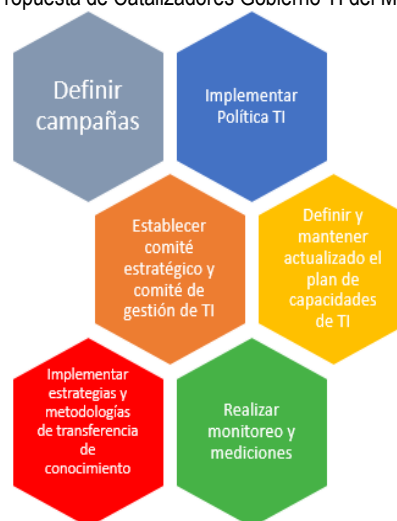 ropuesta de Catalizadores Gobierno TI del M
Definir
campañas
Implementar
Política TI
Establecer
comité
estratégico y
comité de
gestión de TI
Definir y
mantener
actualizado el
plan de
capacidades
de TI
Implementar
estrategias y
metodologías
de transferencia
de
conocimiento
Realizar
monitoreo y
mediciones